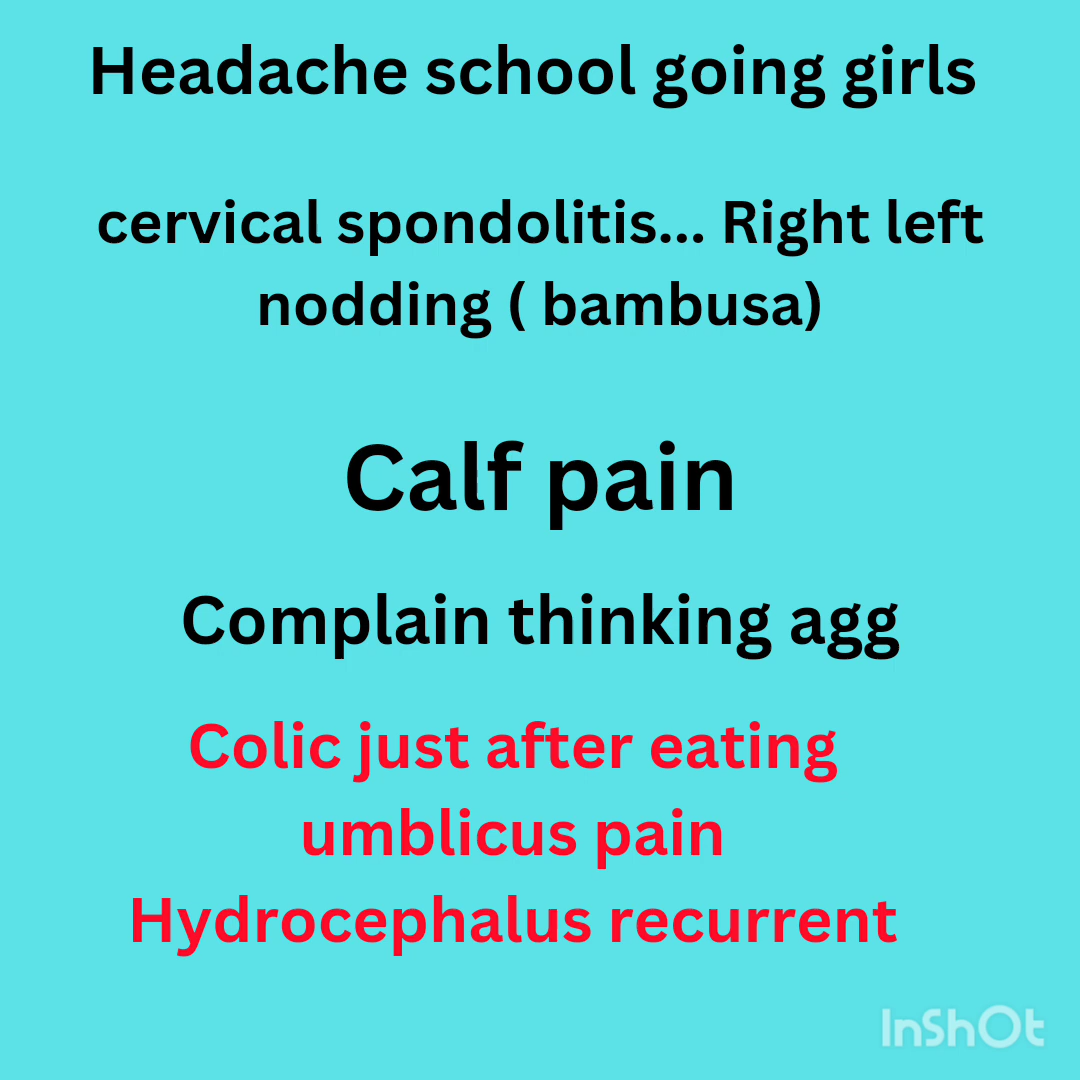 Headache school going girls
cervical spondolitis... Right left
nodding ( bambusa)
Calf pain
Complain thinking agg
Colic just after eating
umblicus pain
Hydrocephalus recurrent
InShOt